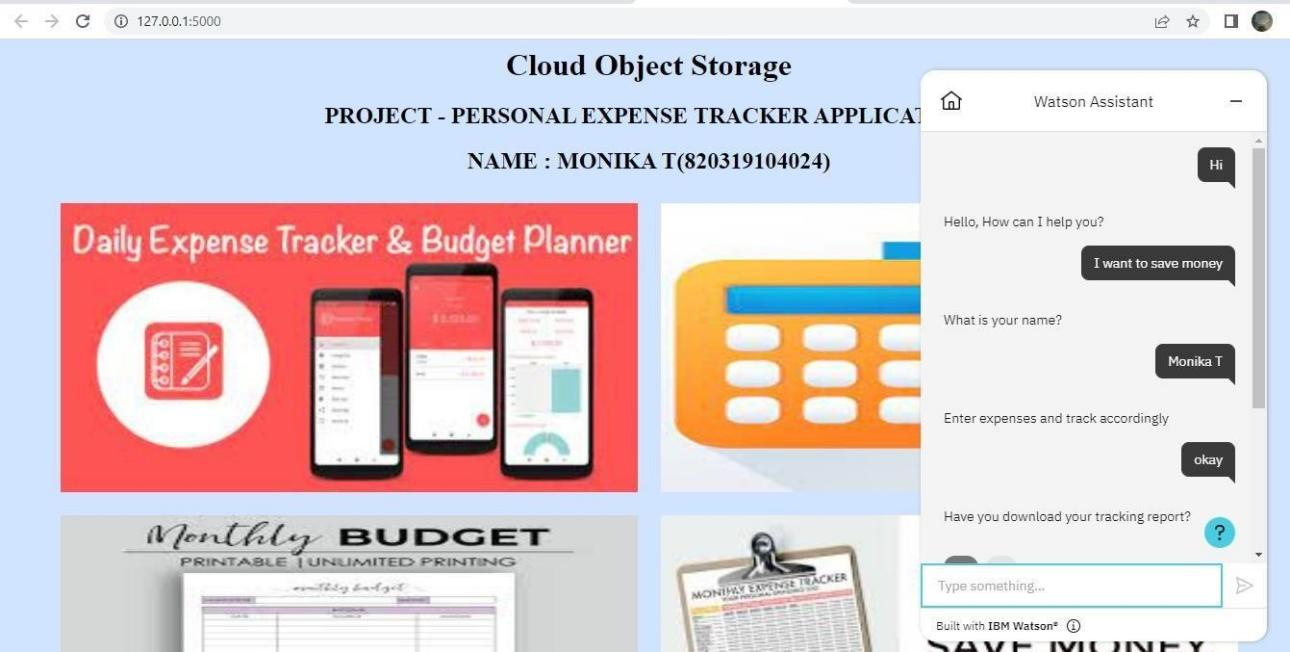 127.0.0.1:5000
Cloud Object Storage
PROJECT - PERSONAL EXPENSE TRACKER APPLICAT
NAME : MONIKA T(820319104024)
Daily Expense Tracker & Budget Planner
Monthly BUDGET
PRINTABLE | UNLIMITED PRINTING
monthly budget
MONTHLY EXPENSE TRACKER
SAVE MONEY
Watson Assistant
Hi
Hello, How can I help you?
I want to save money
What is your name?
Monika T
Enter expenses and track accordingly
okay
Have you download your tracking report?
?
Type something...
Built with IBM Watson®